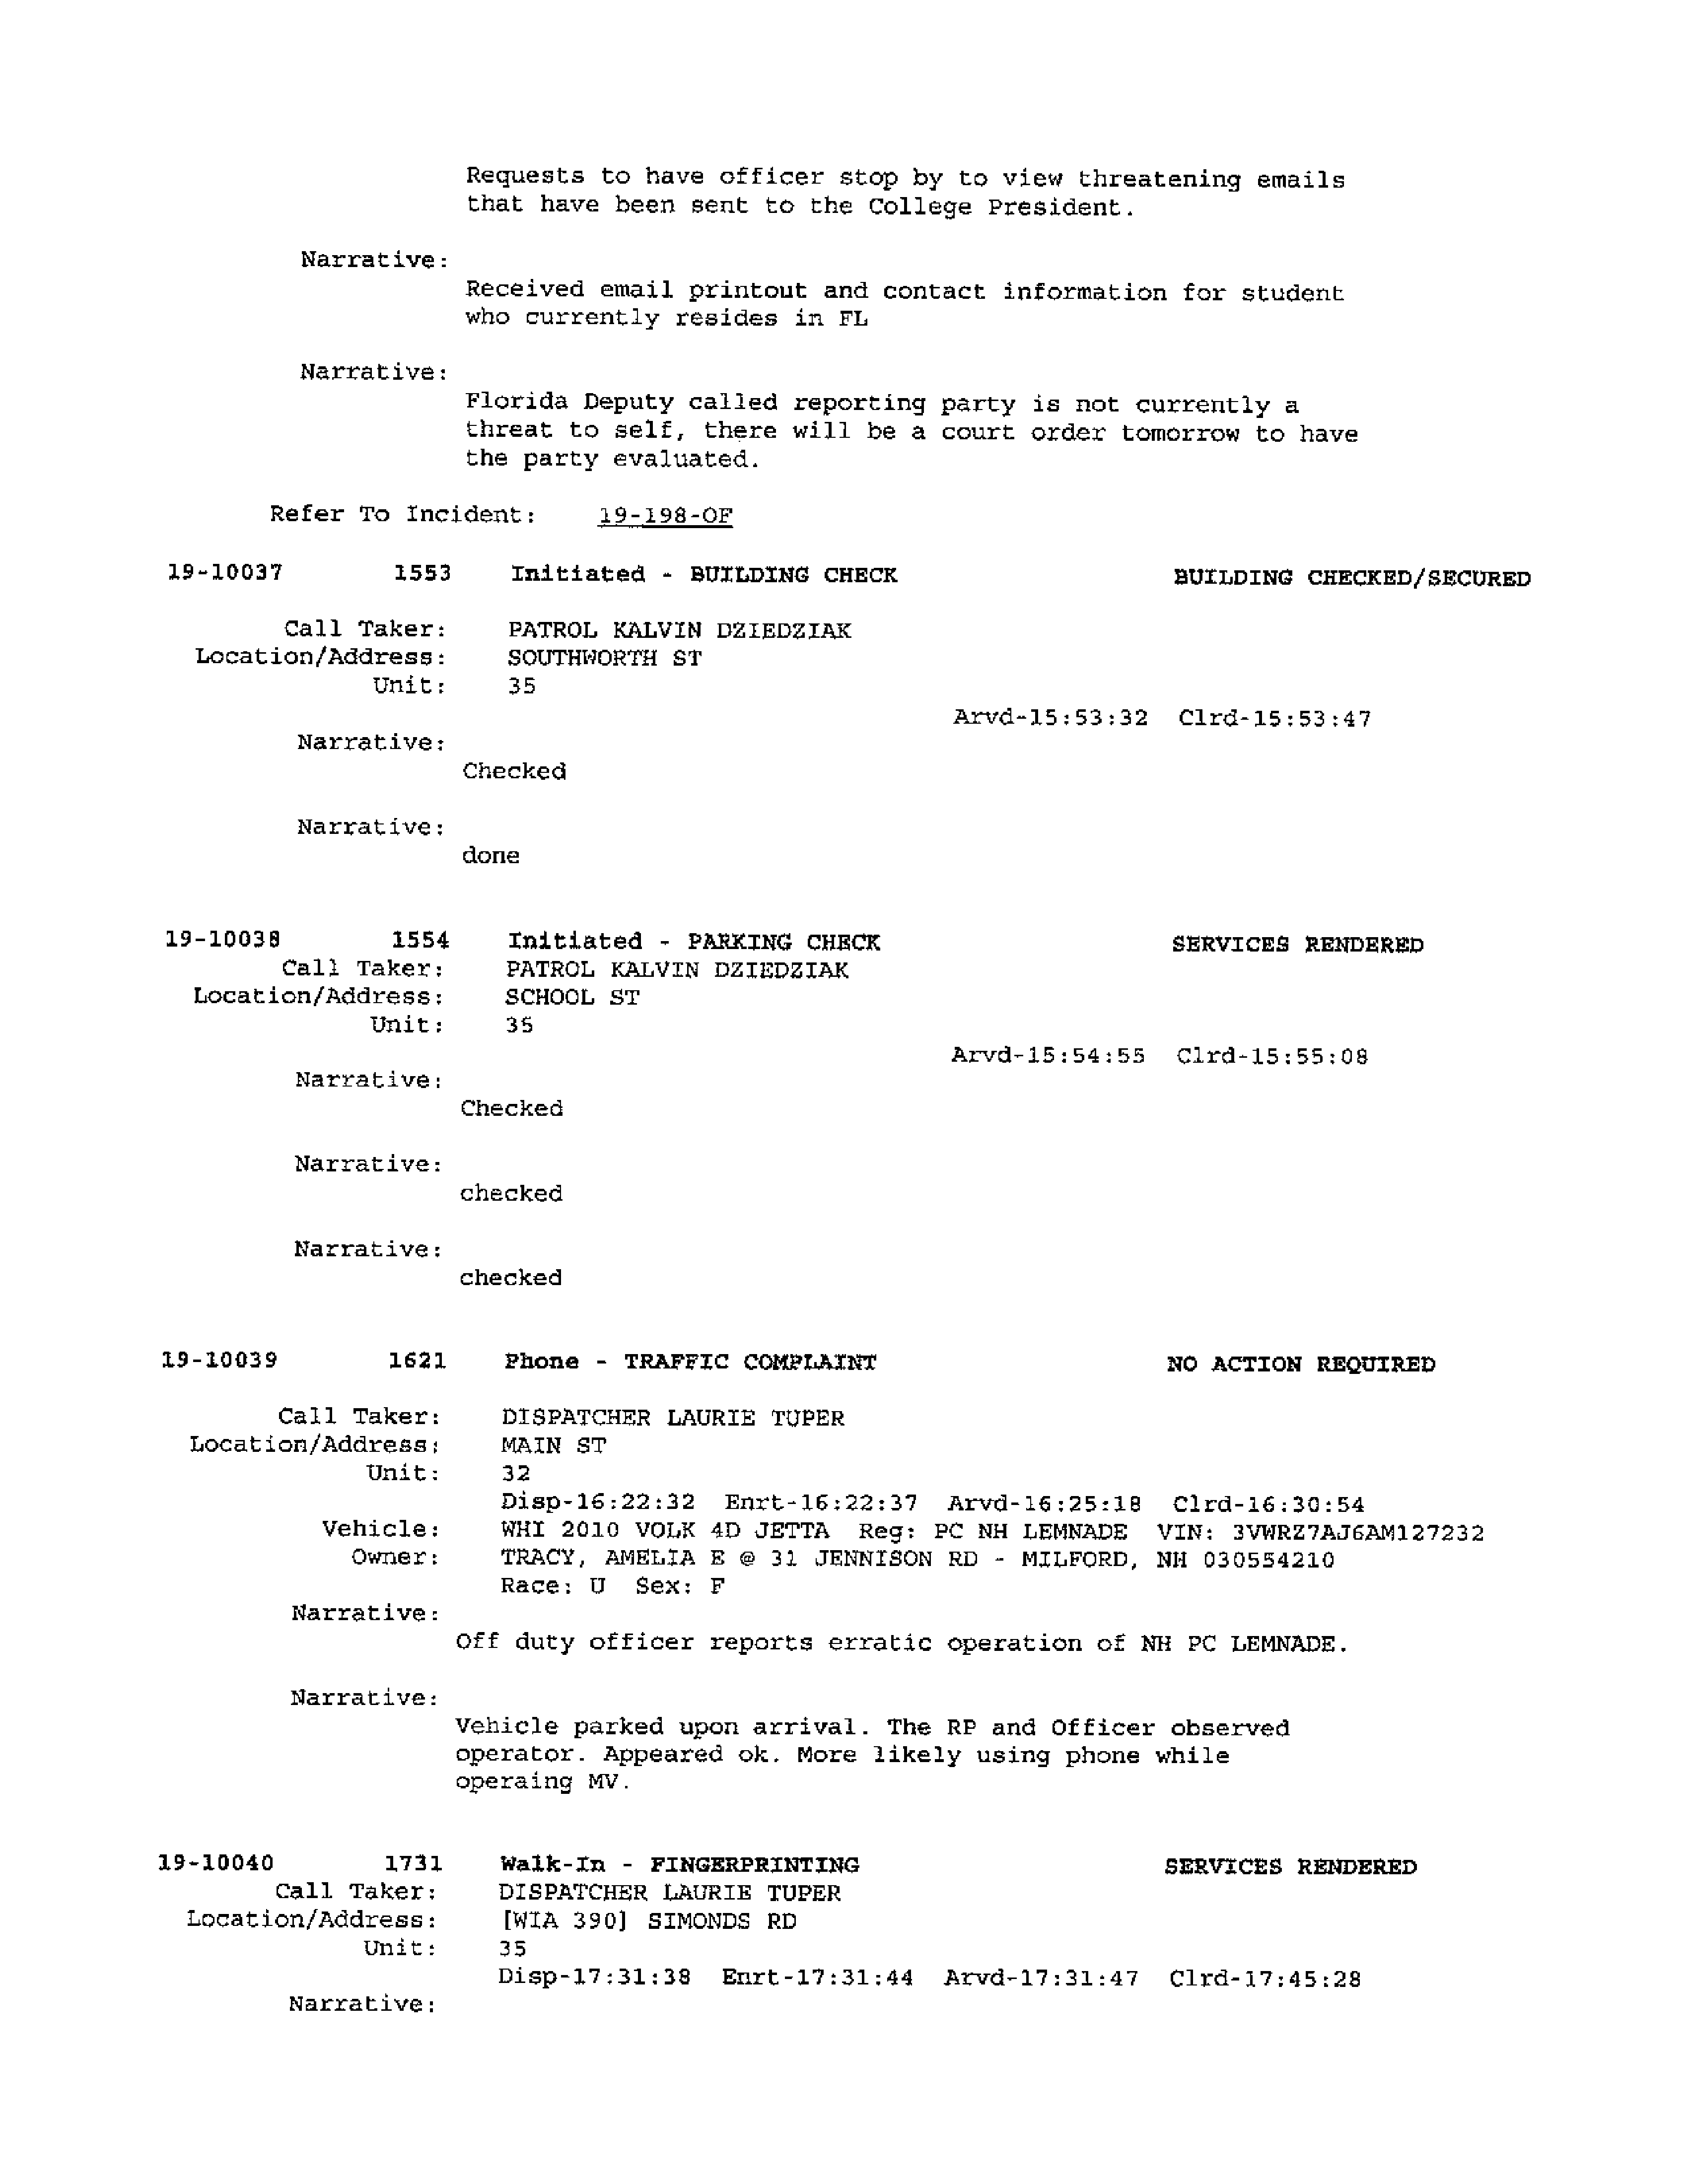 Requests to have officer stop by to view threatening emails
that have been sent to the College President.
Narrative:
Received email printout and contact information for student
who currently resides in FL
Narrative:
Florida Deputy called reporting party is not currently a
threat to self, there will be a court order tomorrow to have
the party evaluated.
Refer To Incident: 19-198-OF
19-10037 1553 Initiated - BUILDING CHECK BUILDING CHECKED/SECURED
Call Taker: PATROL KALVIN DZIEDZIAK
Location/Address: SOUTHWORTH ST
Unit: 35
Arvd-15:53:32 Clrd-15:53:47
Narrative:
Checked
Narrative:
done
19-10038 1554 Initiated - PARKING CHECK SERVICES RENDERED
Call Taker: PATROL KALVIN DZIEDZIAK
Location/Address: SCHOOL ST
Unit: 35
Arvd-15:54:55 Clrd-15:55:08
Narrative:
Checked
Narrative:
checked
Narrative:
checked
19-10039 1621 Phone - TRAFFIC COMPLAINT NO ACTION REQUIRED
Call Taker: DISPATCHER LAURIE TUPER
Location/Address: MAIN ST
Unit: 32
Disp-16:22:32 Enrt-16:22:37 Arvd-16:25:18 Clrd-16:30:54
Vehicle: WHI 2010 VOLK 4D JETTA Reg: PC NH LEMNADE VIN: 3VWRZ7AJ6AM127232
Owner: TRACY, AMELIA E @ 31 JENNISON RD - MILFORD, NH 030554210
Race: U Sex: F
Narrative:
Off duty officer reports erratic operation of NH PC LEMNADE.
Narrative:
Vehicle parked upon arrival. The RP and Officer observed
operator. Appeared ok. More likely using phone while
operaing MV.
19-10040 1731 Walk-In - FINGERPRINTING SERVICES RENDERED
Call Taker: DISPATCHER LAURIE TUPER
Location/Address: [WIA 390] SIMONDS RD
Unit: 35
Disp-17:31:38 Enrt-17:31:44 Arvd-17:31:47 Clrd-17:45:28
Narrative: